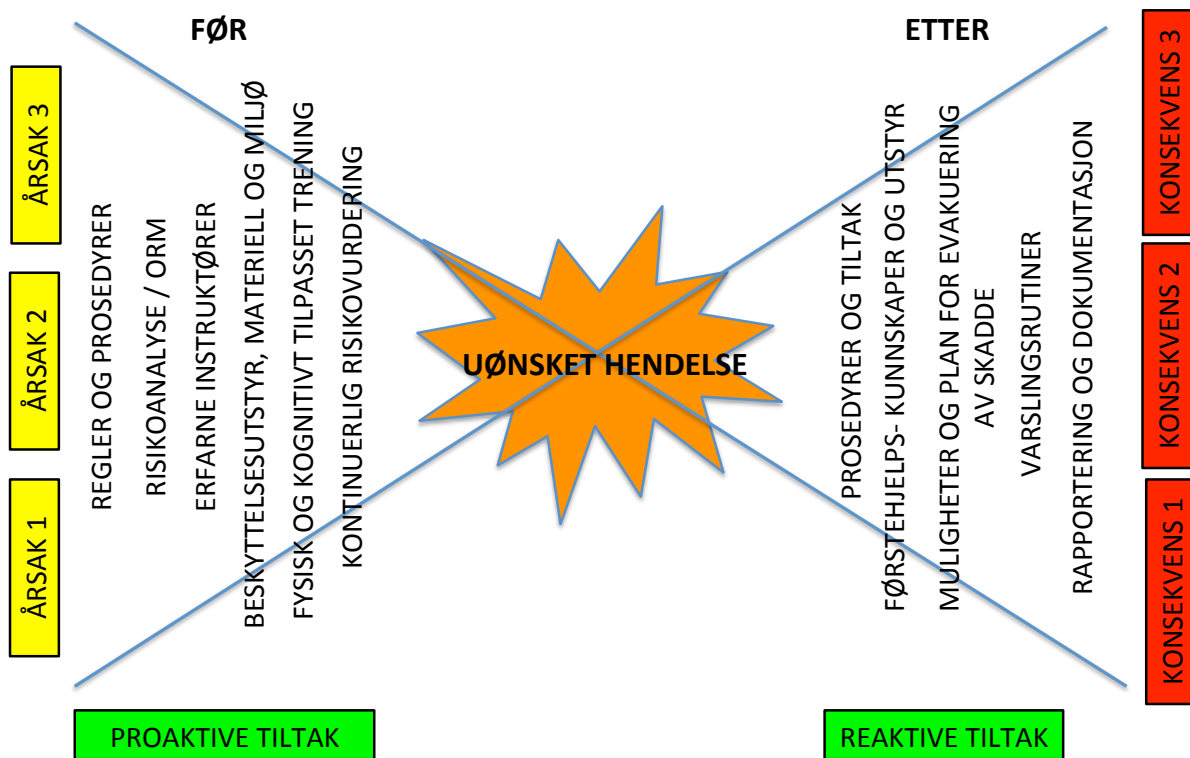 FØR
ETTER
ÅRSAK 3
ÅRSAK 2
ÅRSAK 1
REGLER OG PROSEDYRER
RISIKOANALYSE / ORM
ERFARNE INSTRUKTØRER
BESKYTTELSESUTSTYR, MATERIELL OG MILJØ
FYSISK OG KOGNITIVT TILPASSET TRENING
KONTINUERLIG RISIKOVURDERING
UØNSKET HENDELSE
PROSEDYRER OG TILTAK
FØRSTEHJELPS- KUNNSKAPER OG UTSTYR
MULIGHETER OG PLAN FOR EVAKUERING
AV SKADDE
VARSLINGSRUTINER
RAPPORTERING OG DOKUMENTASJON
KONSEKVENS 3
KONSEKVENS 2
KONSEKVENS 1
PROAKTIVE TILTAK
REAKTIVE TILTAK